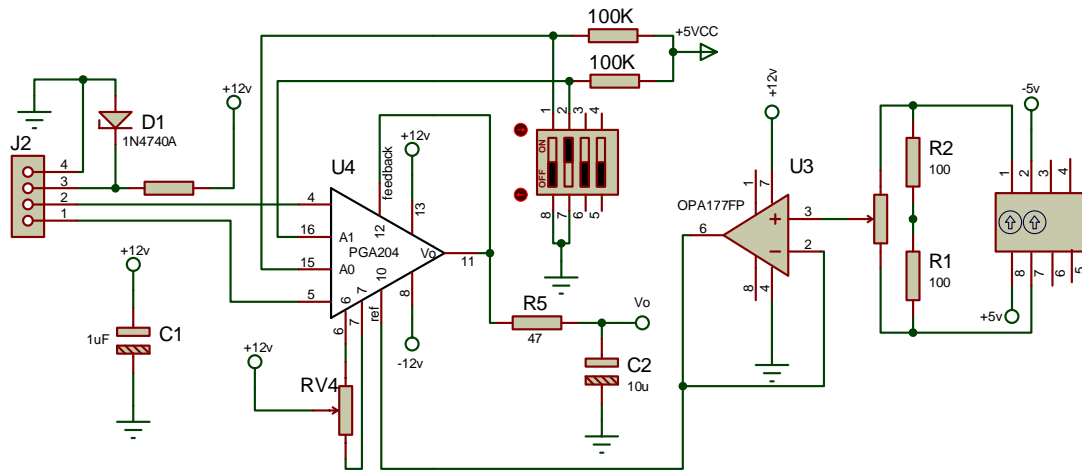 100K
+5VCC
100K
+12v
D1
1N4740A
J2
4
3
2
1
1
2
3
4
ON
OFF
8
7
6
5
U4
+12v
feedback
12
13
4
16
A1
PGA204
15
A0
Vo
11
5
6
7
10
ref
8
6
7
-12v
+12v
C1
1uF
+12v
RV4
R5
47
Vo
C2
10u
+12v
U3
OPA177FP
1
7
3
6
2
8
4
R2
100
R1
100
-5v
1
2
3
4
8
7
6
5
+5v